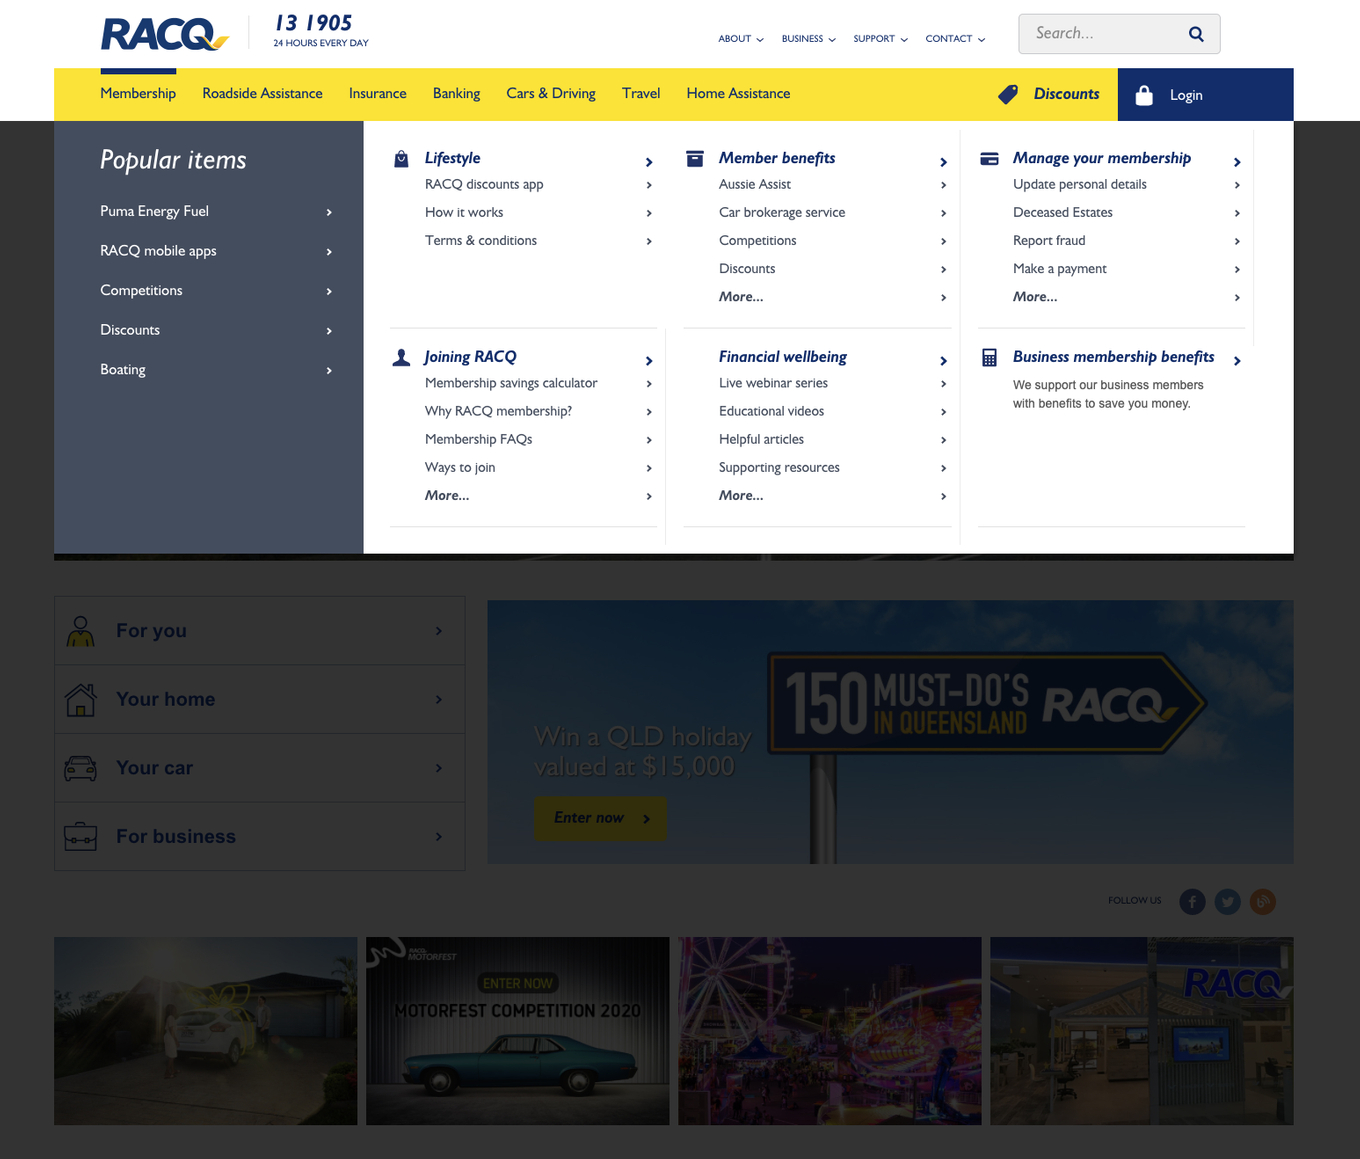 RACQ
13 1905
24 HOURS EVERY DAY
ABOUT
BUSINESS
SUPPORT
CONTACT
Search...
Membership
Roadside Assistance
Insurance
Banking
Cars & Driving
Travel
Home Assistance
Discounts
Login
Popular items
Puma Energy Fuel
RACQ mobile apps
Competitions
Discounts
Boating
Lifestyle
RACQ discounts app
How it works
Terms & conditions
Member benefits
Aussie Assist
Car brokerage service
Competitions
Discounts
More...
Manage your membership
Update personal details
Deceased Estates
Report fraud
Make a payment
More...
Joining RACQ
Membership savings calculator
Why RACQ membership?
Membership FAQs
Ways to join
More...
Financial wellbeing
Live webinar series
Educational videos
Helpful articles
Supporting resources
More...
Business membership benefits
We support our business members
with benefits to save you money.
For you
Your home
Your car
For business
150 MUST-DO'S
IN QUEENSLAND
RACQ
Win a QLD holiday
valued at $15,000
Enter now
FOLLOW US
RACQ
MOTORFEST
ENTER NOW
MOTORFEST COMPETITION 2020
RACQ